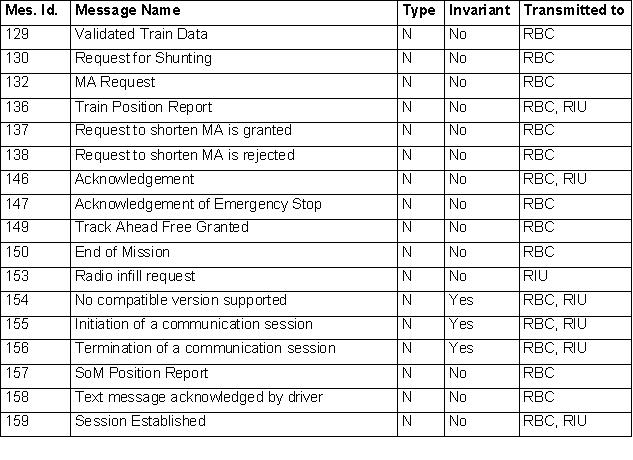 Mes. Id. Message Name Type Invariant Transmitted to
129 Validated Train Data N No RBC
130 Request for Shunting N No RBC
132 MA Request N No RBC
136 Train Position Report N No RBC, RIU
137 Request to shorten MA is granted N No RBC
138 Request to shorten MA is rejected N No RBC
146 Acknowledgement N No RBC, RIU
147 Acknowledgement of Emergency Stop N No RBC
149 Track Ahead Free Granted N No RBC
150 End of Mission N No RBC
153 Radio infill request N No RIU
154 No compatible version supported N Yes RBC, RIU
155 Initiation of a communication session N Yes RBC, RIU
156 Termination of a communication session N Yes RBC, RIU
157 SoM Position Report N No RBC
158 Text message acknowledged by driver N No RBC
159 Session Established N No RBC, RIU